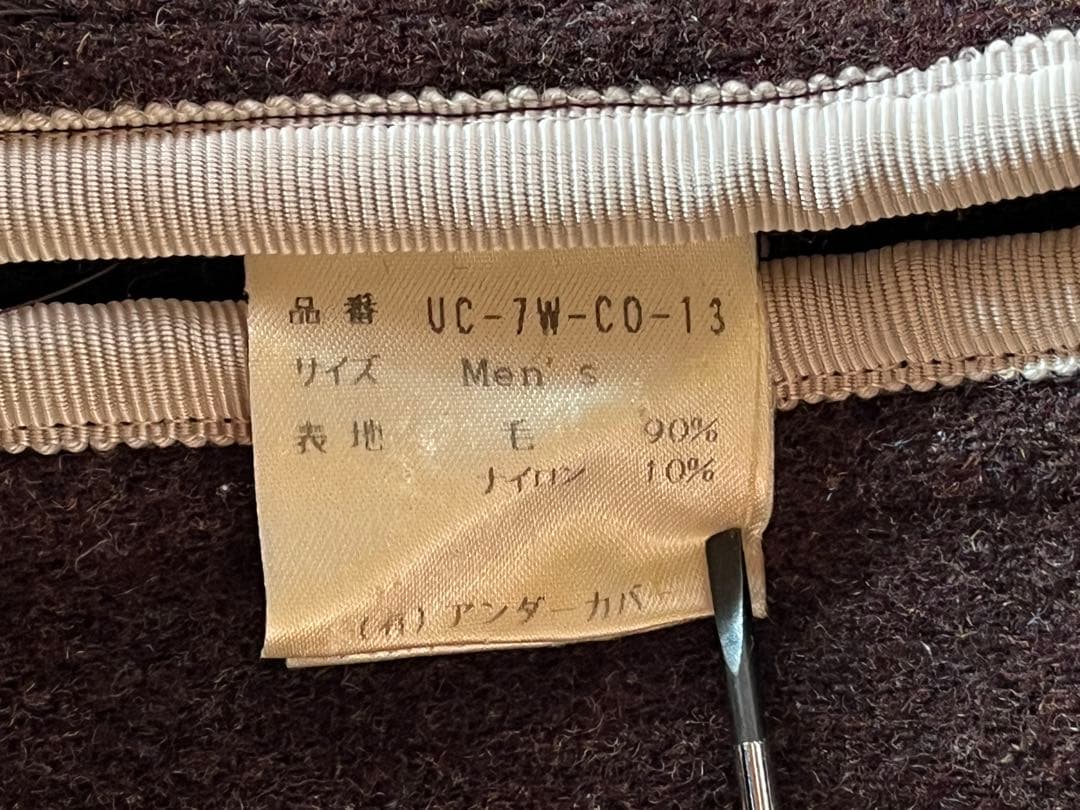 品番 UC-7W-CO-13
サイズ Men's
表地 毛 90%
ナイロン 10%
(有)アンダーカバー